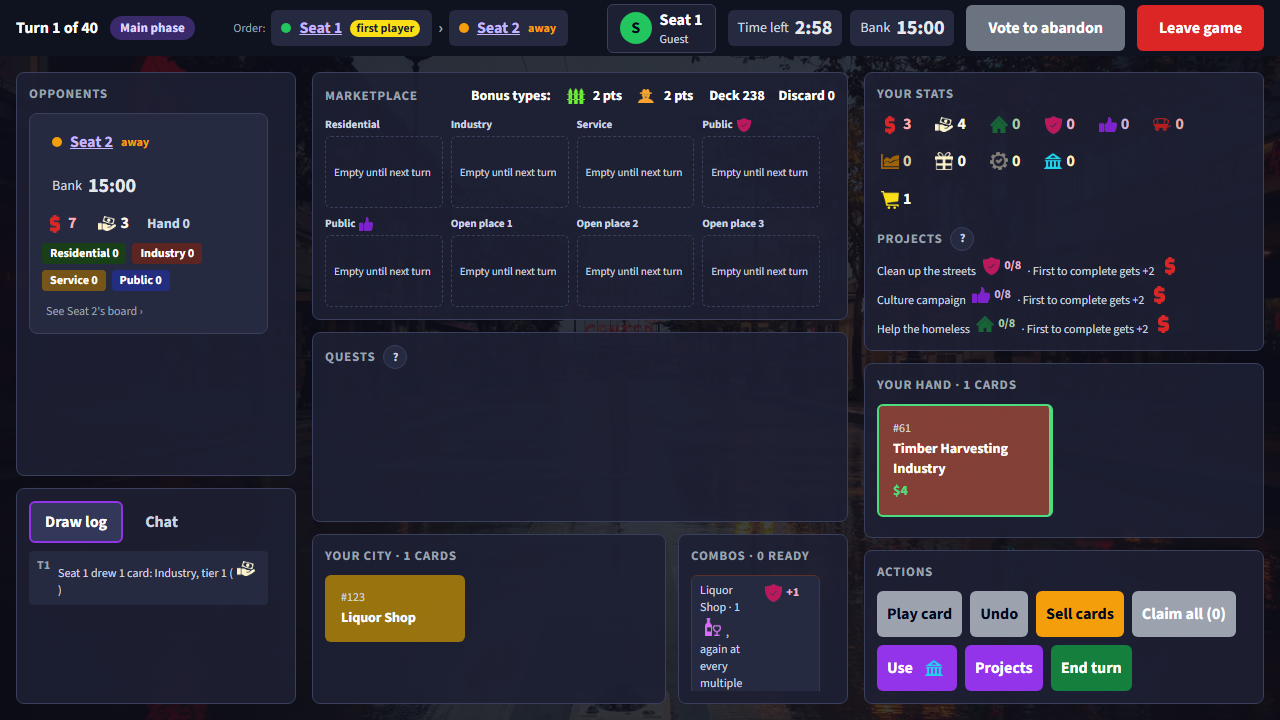 Turn 1 of 40
Main phase
Order:
Seat 1
first player
›
Seat 2
away
S
Seat 1
Guest
Time left 2:58
Bank 15:00
Vote to abandon
Leave game
OPPONENTS
Seat 2 away
Bank 15:00
7
3
Hand 0
Residential 0
Industry 0
Service 0
Public 0
See Seat 2's board ›
Draw log
Chat
T1
Seat 1 drew 1 card: Industry, tier 1 (
)
MARKETPLACE
Bonus types:
2 pts
2 pts
Deck 238
Discard 0
Residential
Industry
Service
Public
Empty until next turn
Empty until next turn
Empty until next turn
Empty until next turn
Public
Open place 1
Open place 2
Open place 3
Empty until next turn
Empty until next turn
Empty until next turn
Empty until next turn
QUESTS
?
YOUR CITY · 1 CARDS
#123
Liquor Shop
COMBOS · 0 READY
Liquor
Shop · 1
,
again at
every
multiple
+1
YOUR STATS
3
4
0
0
0
0
0
0
0
0
1
PROJECTS
?
Clean up the streets 0/8 · First to complete gets +2
Culture campaign 0/8 · First to complete gets +2
Help the homeless 0/8 · First to complete gets +2
YOUR HAND · 1 CARDS
#61
Timber Harvesting
Industry
$4
ACTIONS
Play card
Undo
Sell cards
Claim all (0)
Use
Projects
End turn